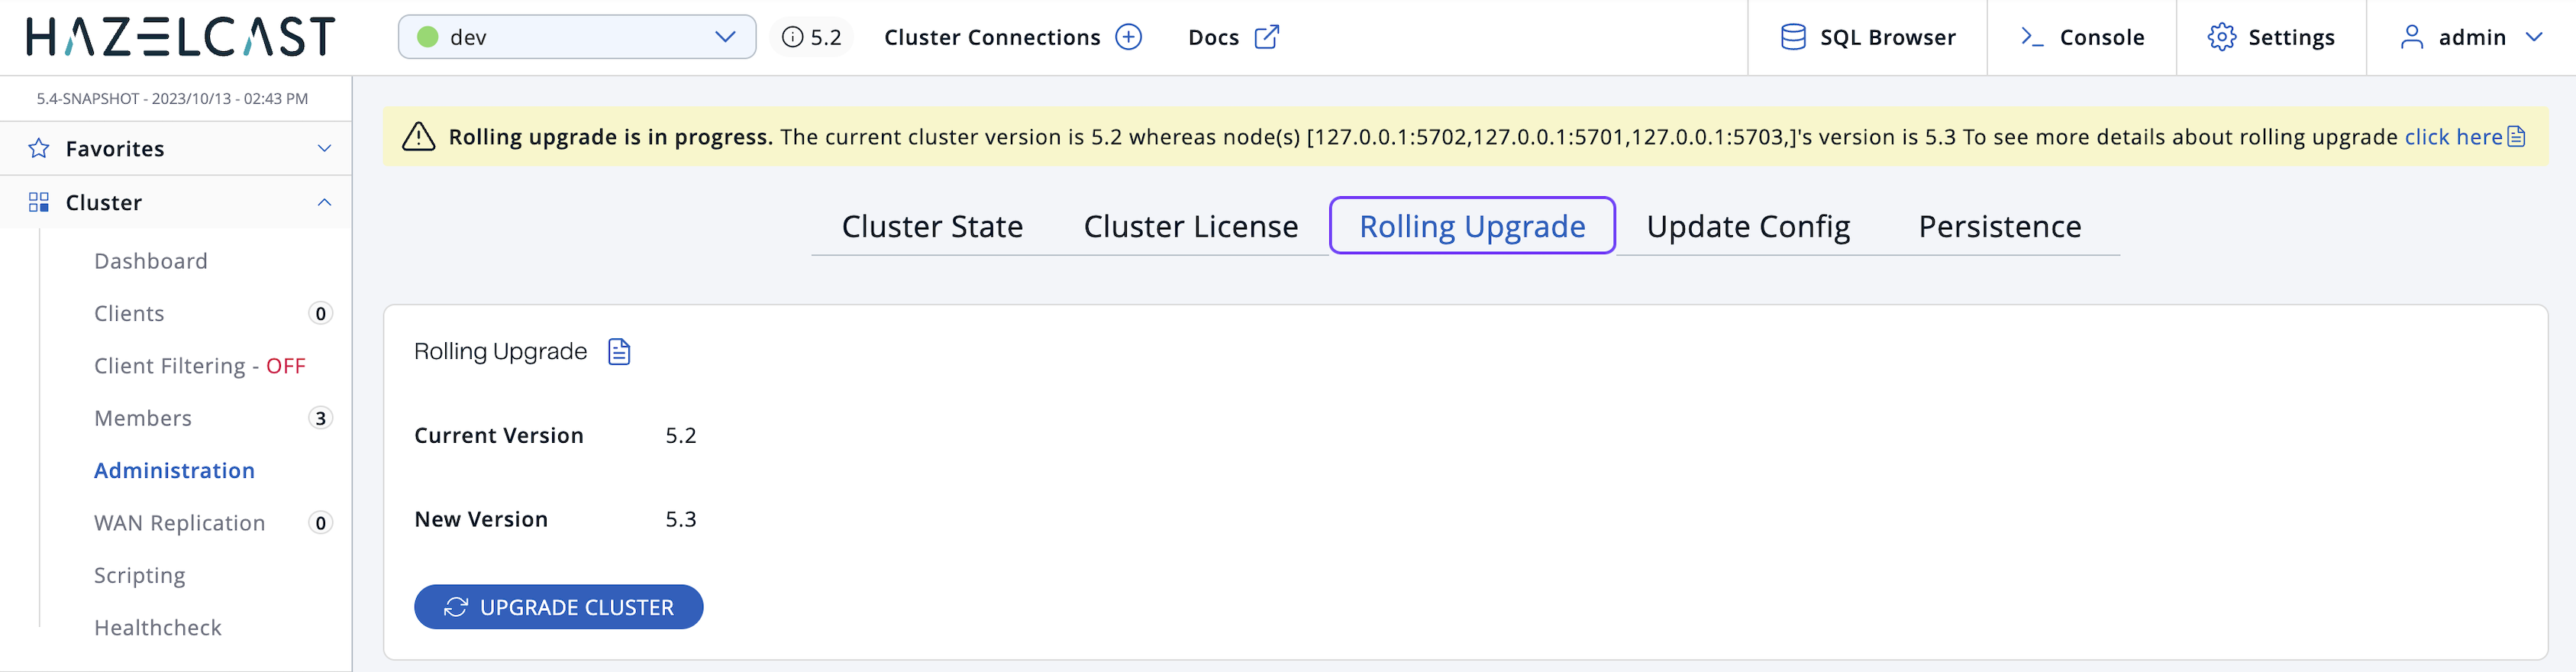 HAZELCAST
dev
5.2
Cluster Connections
Docs
SQL Browser
Console
Settings
admin
5.4-SNAPSHOT - 2023/10/13 - 02:43 PM
Favorites
Cluster
Dashboard
Clients 0
Client Filtering - OFF
Members 3
Administration
WAN Replication 0
Scripting
Healthcheck
Rolling upgrade is in progress. The current cluster version is 5.2 whereas node(s) [127.0.0.1:5702,127.0.0.1:5701,127.0.0.1:5703,]'s version is 5.3 To see more details about rolling upgrade click here
Cluster State
Cluster License
Rolling Upgrade
Update Config
Persistence
Rolling Upgrade
Current Version 5.2
New Version 5.3
UPGRADE CLUSTER